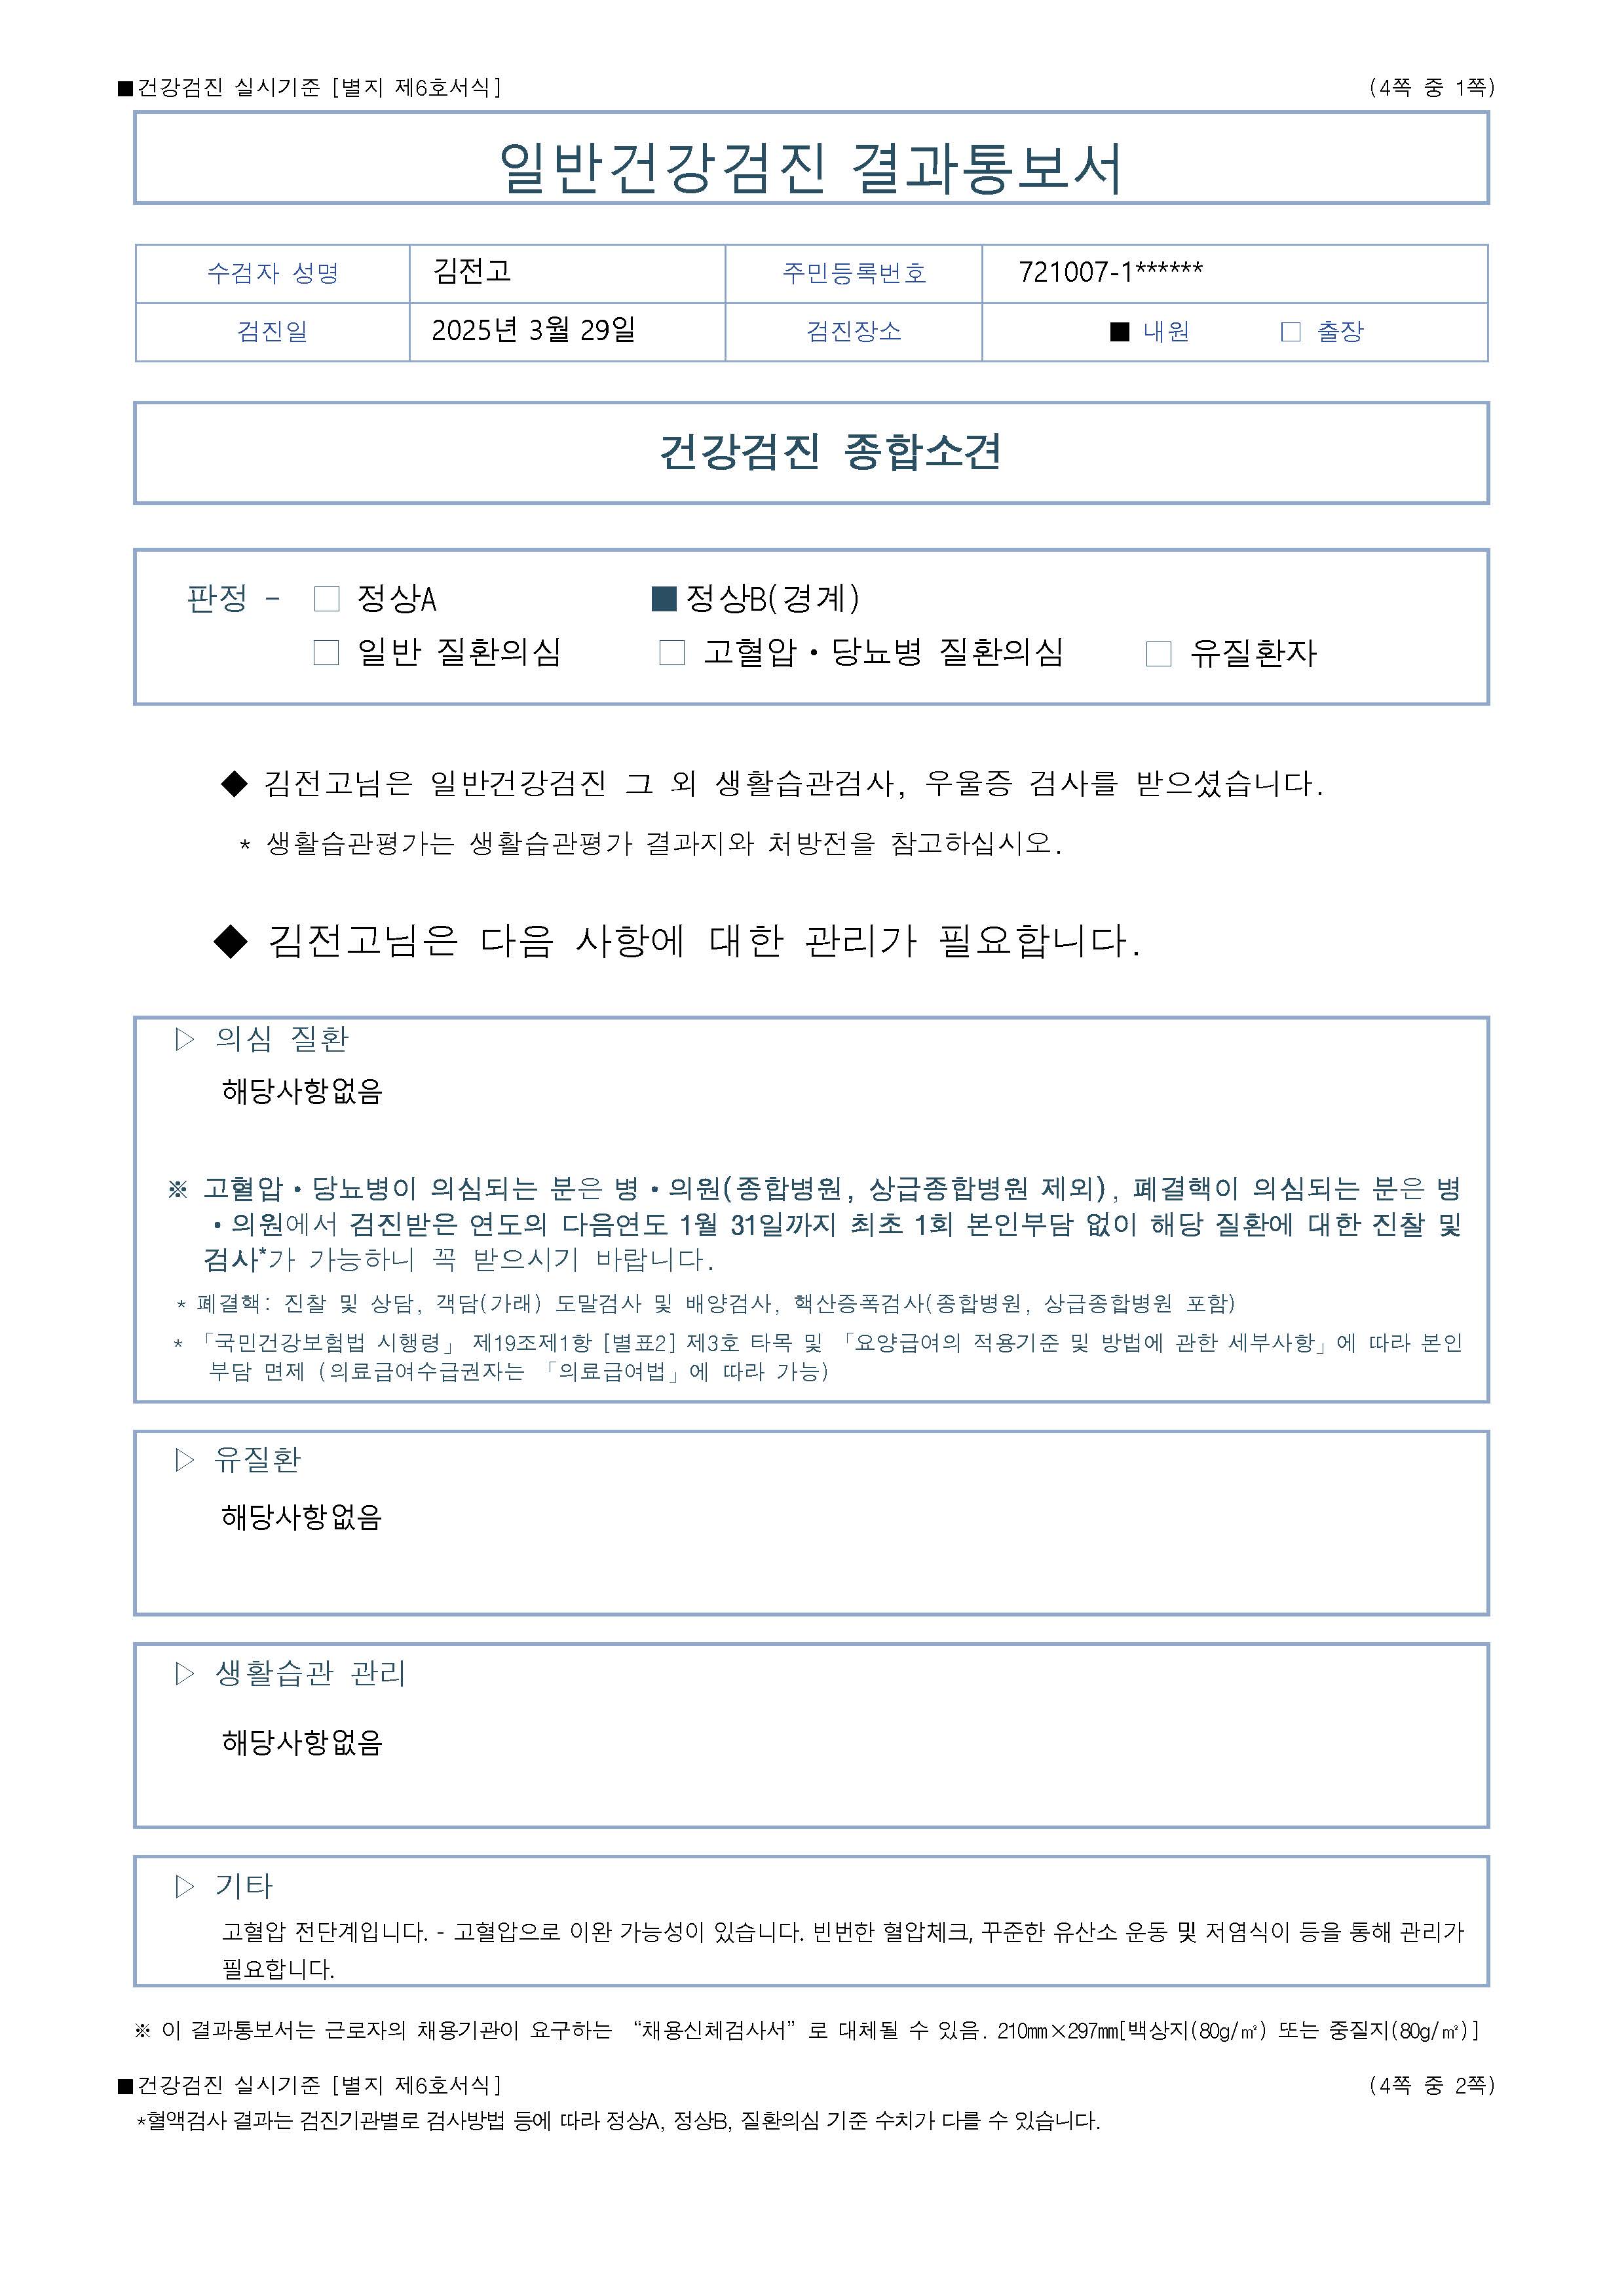 ■건강검진 실시기준 [별지 제6호서식] (4쪽 중 1쪽)
일반건강검진 결과통보서
수검자 성명 김전고 주민등록번호 721007-1******
검진일 2025년 3월 29일 검진장소 ■ 내원 □ 출장
건강검진 종합소견
판정 - □ 정상A ■ 정상B(경계)
□ 일반 질환의심 □ 고혈압·당뇨병 질환의심 □ 유질환자
◆ 김전고님은 일반건강검진 그 외 생활습관검사, 우울증 검사를 받으셨습니다.
* 생활습관평가는 생활습관평가 결과지와 처방전을 참고하십시오.
◆ 김전고님은 다음 사항에 대한 관리가 필요합니다.
▷ 의심 질환
해당사항없음
※ 고혈압·당뇨병이 의심되는 분은 병·의원(종합병원, 상급종합병원 제외), 폐결핵이 의심되는 분은 병
·의원에서 검진받은 연도의 다음연도 1월 31일까지 최초 1회 본인부담 없이 해당 질환에 대한 진찰 및
검사*가 가능하니 꼭 받으시기 바랍니다.
* 폐결핵: 진찰 및 상담, 객담(가래) 도말검사 및 배양검사, 핵산증폭검사(종합병원, 상급종합병원 포함)
* 「국민건강보험법 시행령」 제19조제1항 [별표2] 제3호 타목 및 「요양급여의 적용기준 및 방법에 관한 세부사항」에 따라 본인
부담 면제 (의료급여수급권자는 「의료급여법」에 따라 가능)
▷ 유질환
해당사항없음
▷ 생활습관 관리
해당사항없음
▷ 기타
고혈압 전단계입니다. - 고혈압으로 이완 가능성이 있습니다. 빈번한 혈압체크, 꾸준한 유산소 운동 및 저염식이 등을 통해 관리가
필요합니다.
※ 이 결과통보서는 근로자의 채용기관이 요구하는 “채용신체검사서”로 대체될 수 있음. 210㎜×297㎜[백상지(80g/㎡) 또는 중질지(80g/㎡)]
■건강검진 실시기준 [별지 제6호서식] (4쪽 중 2쪽)
*혈액검사 결과는 검진기관별로 검사방법 등에 따라 정상A, 정상B, 질환의심 기준 수치가 다를 수 있습니다.